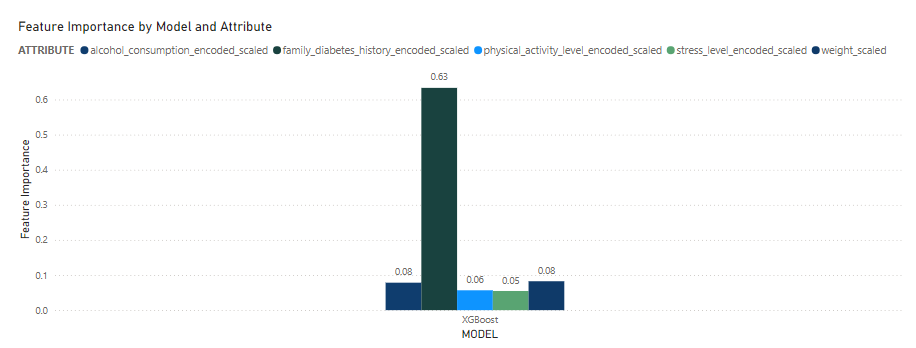 Feature Importance by Model and Attribute
ATTRIBUTE alcohol_consumption_encoded_scaled family_diabetes_history_encoded_scaled physical_activity_level_encoded_scaled stress_level_encoded_scaled weight_scaled
0.63
0.6
0.5
0.4
0.3
0.2
0.1
0.0
Feature Importance
0.08
0.06
0.05
0.08
XGBoost
MODEL